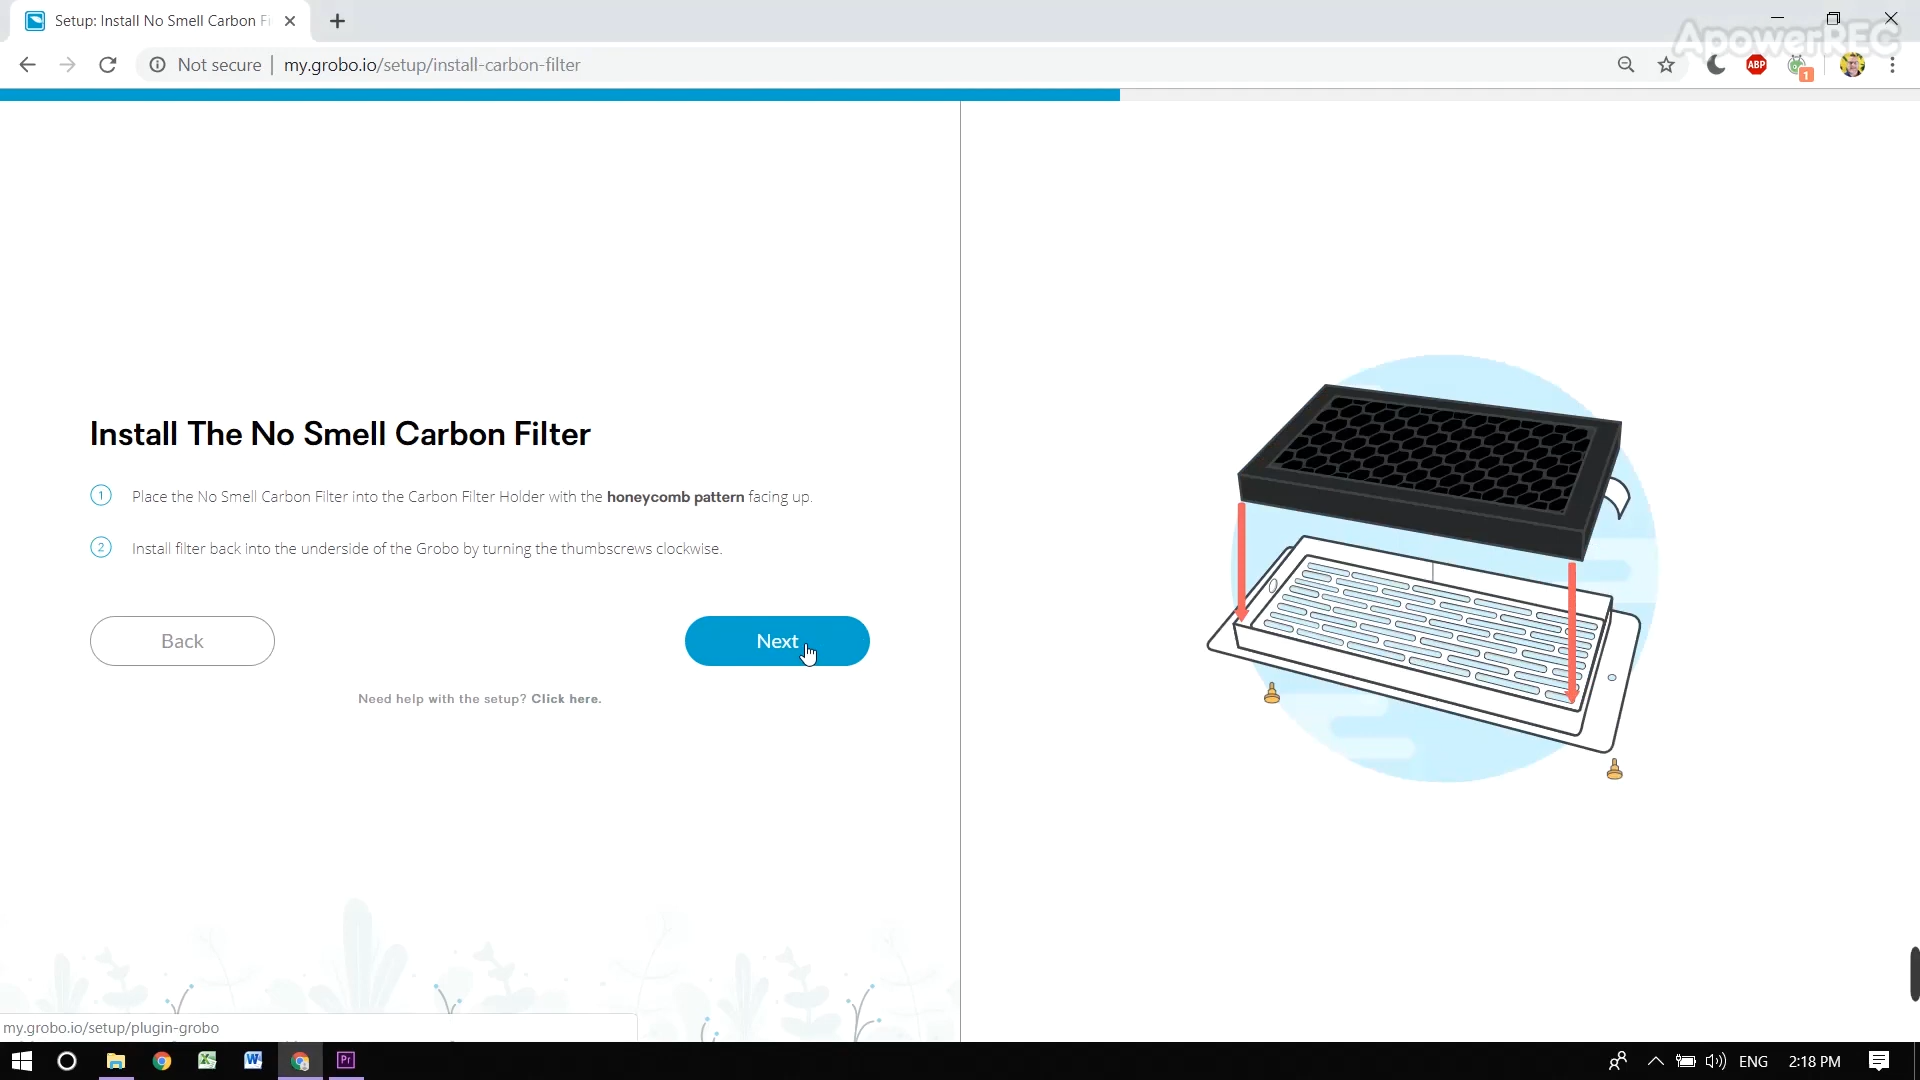 Setup: Install No Smell Carbon Fi
ApowerREC
Not secure | my.grobo.io/setup/install-carbon-filter
ABP
1
Install The No Smell Carbon Filter
1 Place the No Smell Carbon Filter into the Carbon Filter Holder with the honeycomb pattern facing up.
2 Install filter back into the underside of the Grobo by turning the thumbscrews clockwise.
Back
Next
Need help with the setup? Click here.
my.grobo.io/setup/plugin-grobo
Pr
ENG
2:18 PM